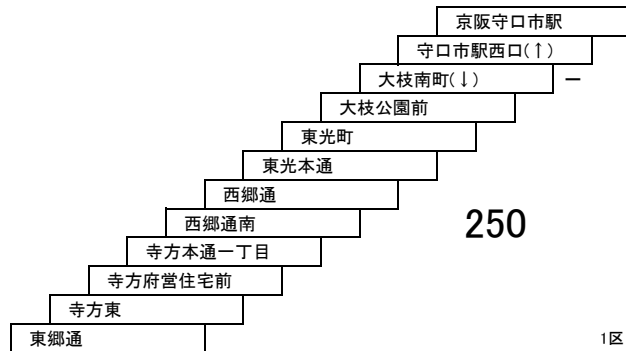 京阪守口市駅
守口市駅西口(↑)
大枝南町(↓)
－
大枝公園前
東光町
東光本通
西郷通
250
西郷通南
寺方本通一丁目
寺方府営住宅前
寺方東
東郷通
1区